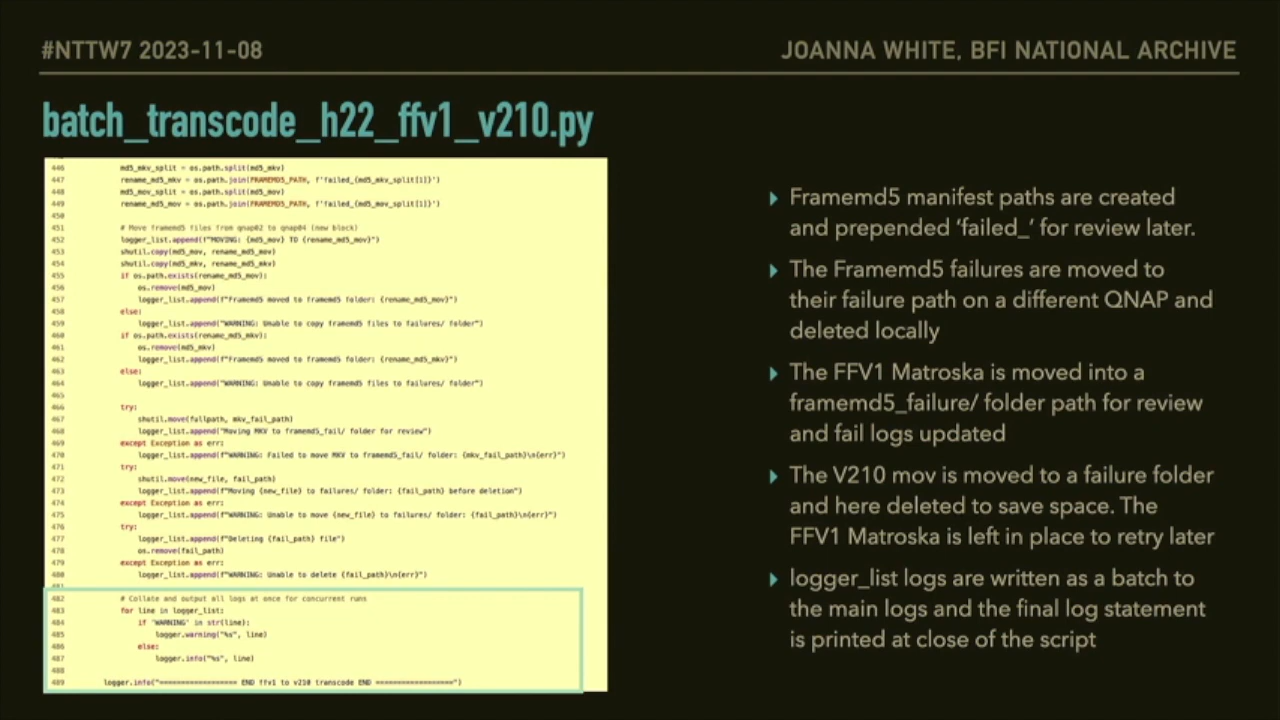 #NTTW7 2023-11-08
JOANNA WHITE, BFI NATIONAL ARCHIVE
batch_transcode_h22_ffv1_v210.py
446 md5_mkv_split = os.path.split(md5_mkv)
447 rename_md5_mkv = os.path.join(FRAMEMD5_PATH, f'failed_{md5_mkv_split[1]}')
448 md5_mov_split = os.path.split(md5_mov)
449 rename_md5_mov = os.path.join(FRAMEMD5_PATH, f'failed_{md5_mov_split[1]}')
450
451 # Move framemd5 files from qnap02 to qnap04 (new block)
452 logger_list.append(f"MOVING: {md5_mov} TO {rename_md5_mov}")
453 shutil.copy(md5_mov, rename_md5_mov)
454 shutil.copy(md5_mkv, rename_md5_mkv)
455 if os.path.exists(rename_md5_mov):
456 os.remove(md5_mov)
457 logger_list.append(f"Framemd5 moved to framemd5 folder: {rename_md5_mov}")
458 else:
459 logger_list.append("WARNING: Unable to copy framemd5 files to failures/ folder")
460 if os.path.exists(rename_md5_mkv):
461 os.remove(md5_mkv)
462 logger_list.append(f"Framemd5 moved to framemd5 folder: {rename_md5_mkv}")
463 else:
464 logger_list.append("WARNING: Unable to copy framemd5 files to failures/ folder")
465
466 try:
467 shutil.move(fullpath, mkv_fail_path)
468 logger_list.append("Moving MKV to framemd5_fail/ folder for review")
469 except Exception as err:
470 logger_list.append(f"WARNING: Failed to move MKV to framemd5_fail/ folder: {mkv_fail_path}\n{err}")
471 try:
472 shutil.move(new_file, fail_path)
473 logger_list.append(f"Moving {new_file} to failures/ folder: {fail_path} before deletion")
474 except Exception as err:
475 logger_list.append(f"WARNING: Unable to move {new_file} to failures/ folder: {fail_path}\n{err}")
476 try:
477 logger_list.append(f"Deleting {fail_path} file")
478 os.remove(fail_path)
479 except Exception as err:
480 logger_list.append(f"WARNING: Unable to delete {fail_path}\n{err}")
482 # Collate and output all logs at once for concurrent runs
483 for line in logger_list:
484 if 'WARNING' in str(line):
485 logger.warning("%s", line)
486 else:
487 logger.info("%s", line)
488
489 logger.info("================== END ffv1 to v210 transcode END ==================")
Framemd5 manifest paths are created
and prepended ‘failed_‘ for review later.
The Framemd5 failures are moved to
their failure path on a different QNAP and
deleted locally
The FFV1 Matroska is moved into a
framemd5_failure/ folder path for review
and fail logs updated
The V210 mov is moved to a failure folder
and here deleted to save space. The
FFV1 Matroska is left in place to retry later
logger_list logs are written as a batch to
the main logs and the final log statement
is printed at close of the script